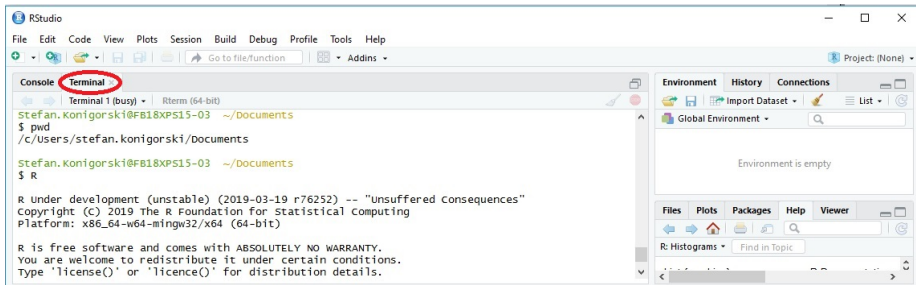 RStudio
File Edit Code View Plots Session Build Debug Profile Tools Help
Go to file/function Addins Project: (None)
Console Terminal
Terminal 1 (busy) Rterm (64-bit)
Stefan.Konigorski@FB18XPS15-03 ~/Documents
$ pwd
/c/Users/stefan.konigorski/Documents
Stefan.Konigorski@FB18XPS15-03 ~/Documents
$ R
R Under development (unstable) (2019-03-19 r76252) -- "Unsuffered Consequences"
Copyright (C) 2019 The R Foundation for Statistical Computing
Platform: x86_64-w64-mingw32/x64 (64-bit)
R is free software and comes with ABSOLUTELY NO WARRANTY.
You are welcome to redistribute it under certain conditions.
Type 'license()' or 'licence()' for distribution details.
Environment History Connections
Import Dataset List
Global Environment
Environment is empty
Files Plots Packages Help Viewer
R: Histograms Find in Topic